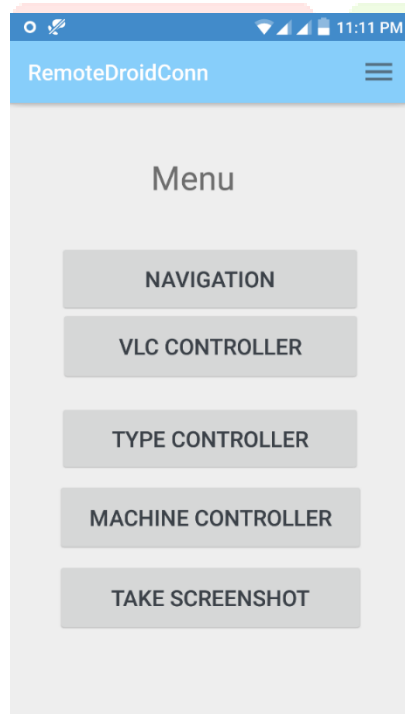 11:11 PM
RemoteDroidConn
Menu
NAVIGATION
VLC CONTROLLER
TYPE CONTROLLER
MACHINE CONTROLLER
TAKE SCREENSHOT